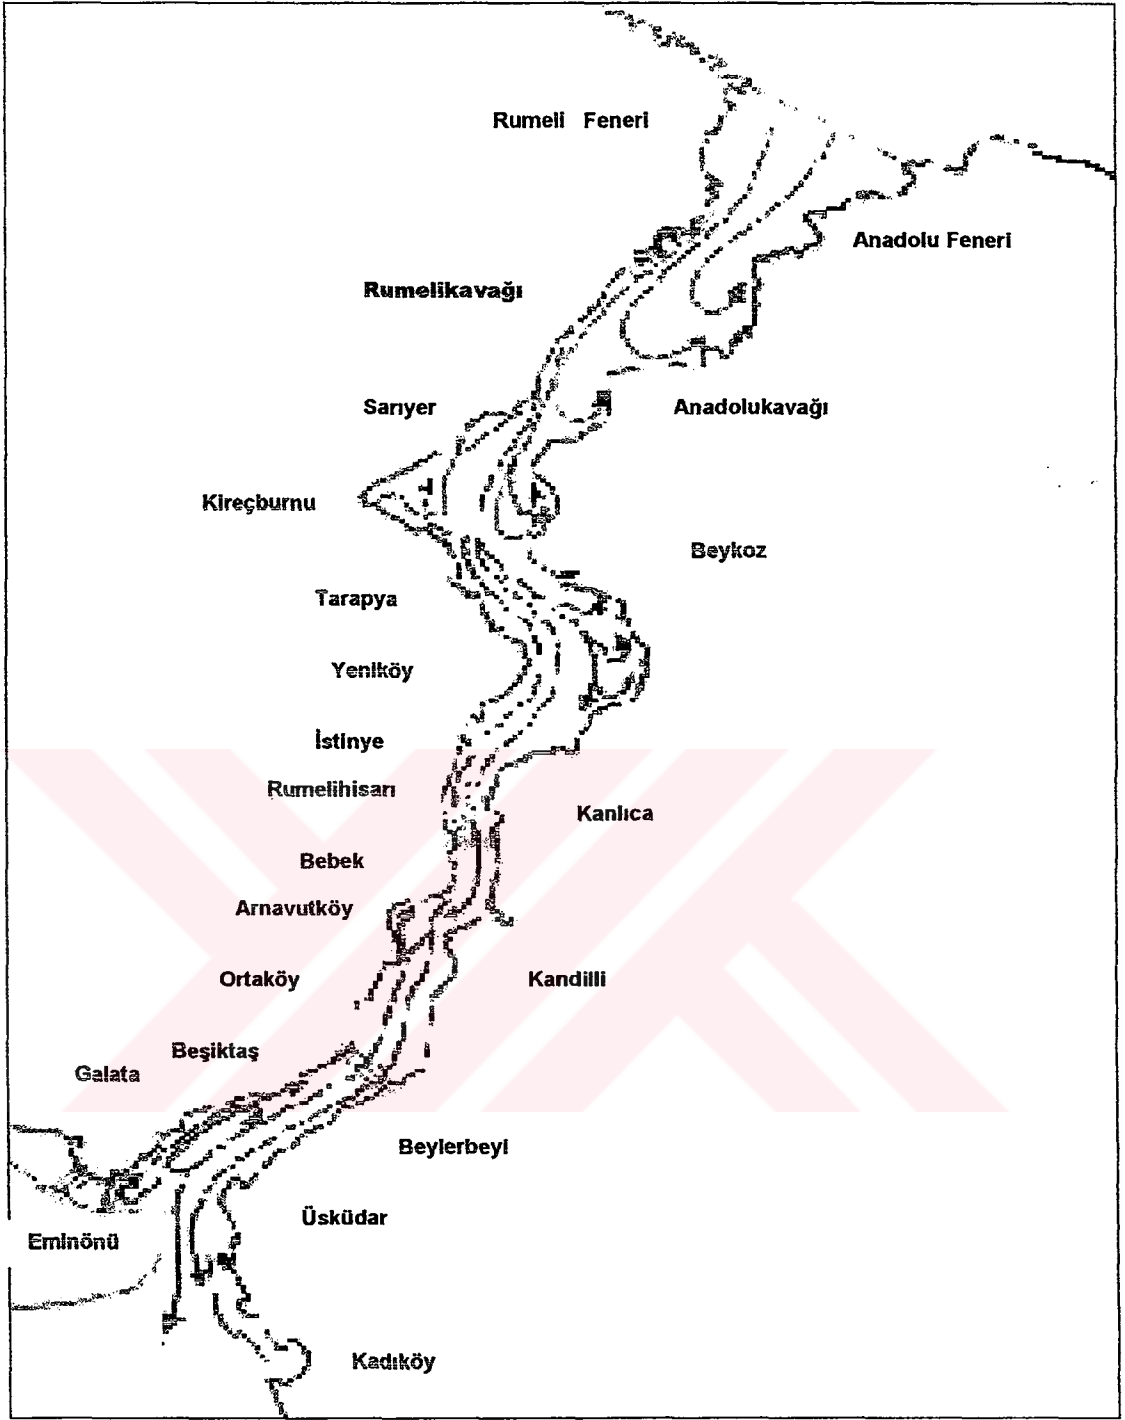 Rumeli Feneri
Anadolu Feneri
Rumelikavağı
Sarıyer
Anadolukavağı
Kireçburnu
Beykoz
Tarapya
Yeniköy
İstinye
Rumelihisarı
Kanlıca
Bebek
Arnavutköy
Ortaköy
Kandilli
Beşiktaş
Galata
Beylerbeyi
Üsküdar
Eminönü
Kadıköy